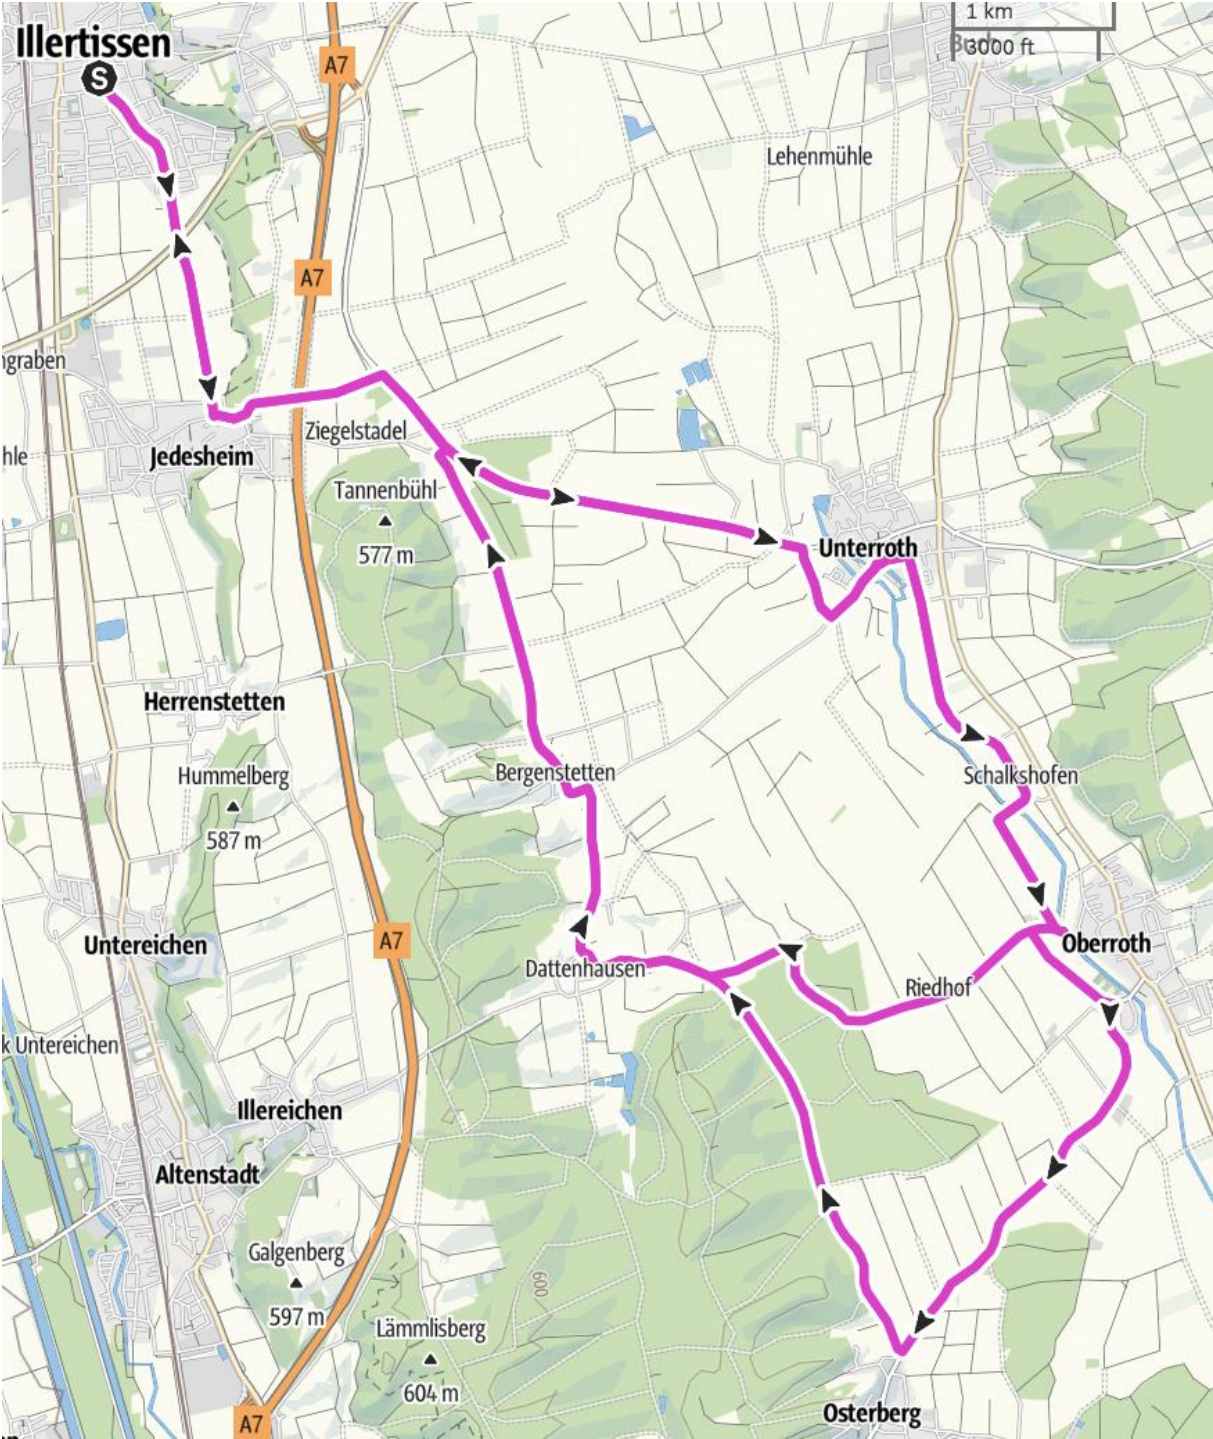 1 km
3000 ft
Illertissen
S
A7
Lehenmühle
A7
ngraben
Ziegelstadel
Jedesheim
hle
Tannenbühl
577 m
Unterroth
Herrenstetten
Hummelberg
587 m
Bergenstetten
Schalkshofen
A7
Untereichen
Oberroth
Dattenhausen
Riedhof
k Untereichen
Illereichen
Altenstadt
Galgenberg
597 m
600
Lämmlisberg
604 m
Osterberg
A7